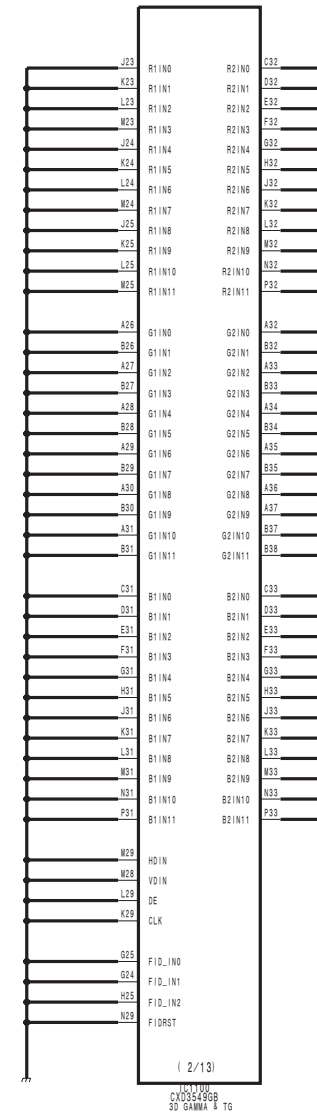 J23 R1IN0 R2IN0 C32
K23 R1IN1 R2IN1 D32
L23 R1IN2 R2IN2 E32
M23 R1IN3 R2IN3 F32
J24 R1IN4 R2IN4 G32
K24 R1IN5 R2IN5 H32
L24 R1IN6 R2IN6 J32
M24 R1IN7 R2IN7 K32
J25 R1IN8 R2IN8 L32
K25 R1IN9 R2IN9 M32
L25 R1IN10 R2IN10 N32
M25 R1IN11 R2IN11 P32
A26 G1IN0 G2IN0 A32
B26 G1IN1 G2IN1 B32
A27 G1IN2 G2IN2 A33
B27 G1IN3 G2IN3 B33
A28 G1IN4 G2IN4 A34
B28 G1IN5 G2IN5 B34
A29 G1IN6 G2IN6 A35
B29 G1IN7 G2IN7 B35
A30 G1IN8 G2IN8 A36
B30 G1IN9 G2IN9 A37
A31 G1IN10 G2IN10 B37
B31 G1IN11 G2IN11 B38
C31 B1IN0 B2IN0 C33
D31 B1IN1 B2IN1 D33
E31 B1IN2 B2IN2 E33
F31 B1IN3 B2IN3 F33
G31 B1IN4 B2IN4 G33
H31 B1IN5 B2IN5 H33
J31 B1IN6 B2IN6 J33
K31 B1IN7 B2IN7 K33
L31 B1IN8 B2IN8 L33
M31 B1IN9 B2IN9 M33
N31 B1IN10 B2IN10 N33
P31 B1IN11 B2IN11 P33
M29 HDIN
M28 VDIN
L29 DE
K29 CLK
G25 FID_IN0
G24 FID_IN1
H25 FID_IN2
N29 FIDRST
( 2/13)
IC1100
CXD3549GB
3D GAMMA & TG